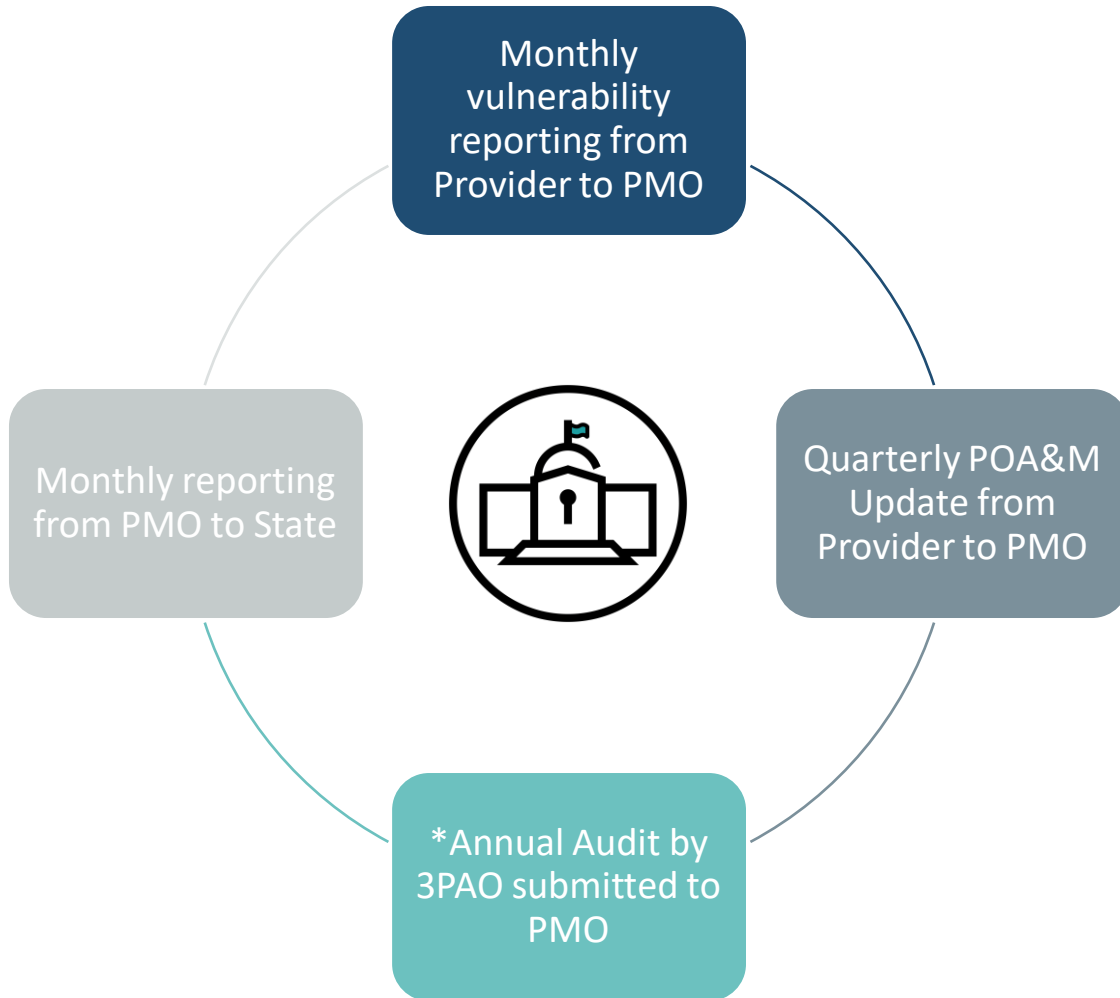 Monthly
vulnerability
reporting from
Provider to PMO
Quarterly POA&M
Update from
Provider to PMO
*Annual Audit by
3PAO submitted to
PMO
Monthly reporting
from PMO to State